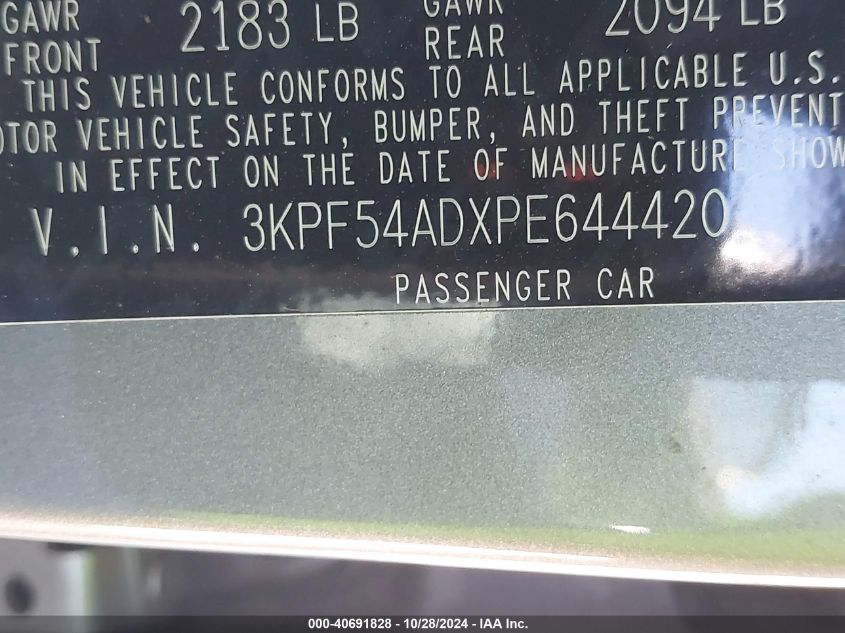 GAWR 2183 LB GAWR 2094 LB
FRONT REAR
THIS VEHICLE CONFORMS TO ALL APPLICABLE U.S.
OTOR VEHICLE SAFETY, BUMPER, AND THEFT PREVENT
IN EFFECT ON THE DATE OF MANUFACTURE SHOW
V.I.N. 3KPF54ADXPE644420
PASSENGER CAR
000-40691828 - 10/28/2024 - IAA Inc.